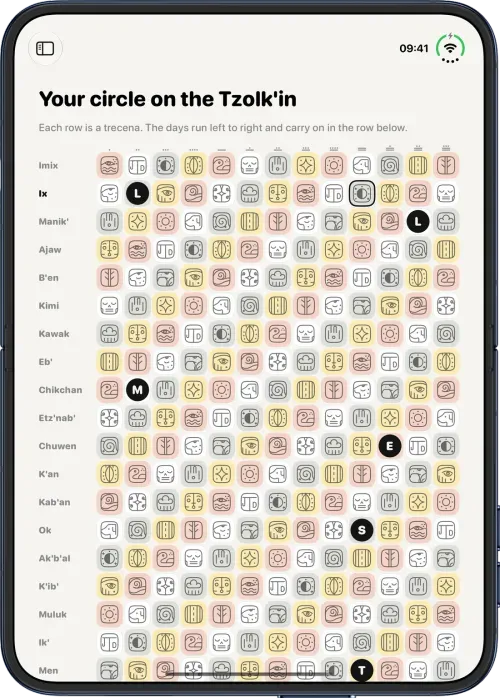 09:41
Your circle on the Tzolk'in
Each row is a trecena. The days run left to right and carry on in the row below.
Imix
Ix
L
Manik'
L
Ajaw
B'en
Kimi
Kawak
Eb'
Chikchan
M
Etz'nab'
Chuwen
E
K'an
Kab'an
Ok
S
Ak'b'al
K'ib'
Muluk
Ik'
Men
T